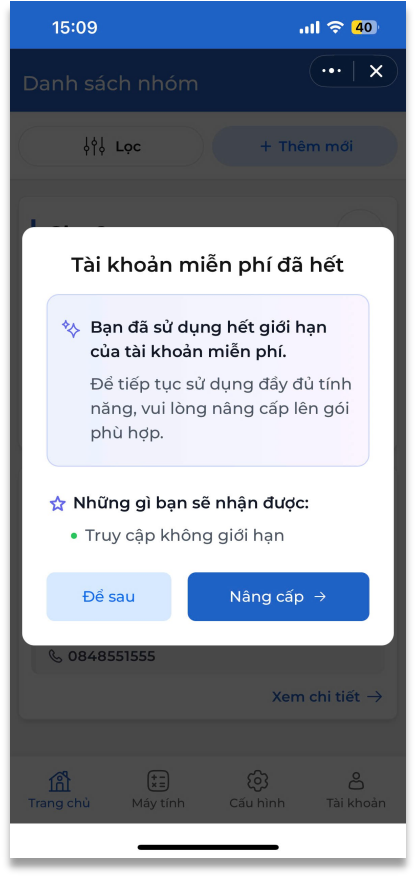 15:09
40
Danh sách nhóm
Lọc
+ Thêm mới
Tài khoản miễn phí đã hết
Bạn đã sử dụng hết giới hạn
của tài khoản miễn phí.
Để tiếp tục sử dụng đầy đủ tính
năng, vui lòng nâng cấp lên gói
phù hợp.
Những gì bạn sẽ nhận được:
• Truy cập không giới hạn
Để sau
Nâng cấp →
0848551555
Xem chi tiết →
Trang chủ
Máy tính
Cấu hình
Tài khoản